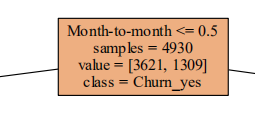 Month-to-month <= 0.5
samples = 4930
value = [3621, 1309]
class = Churn_yes